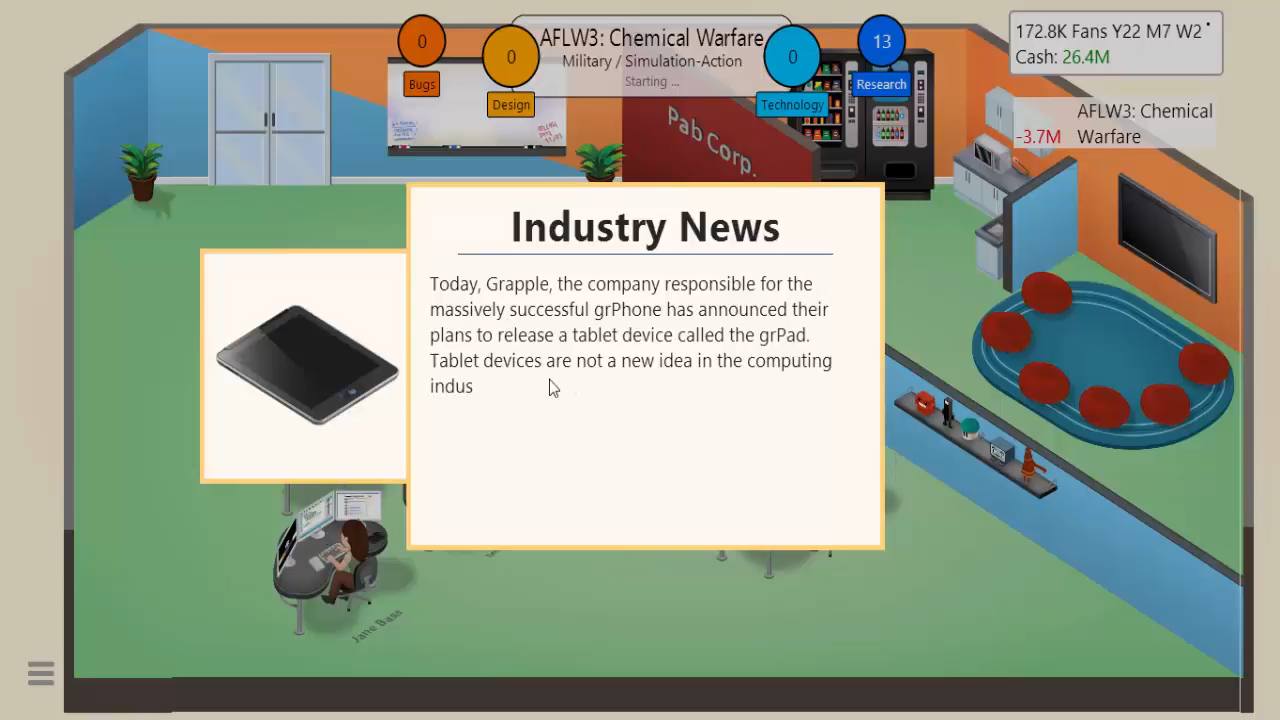 0
Bugs
0
Design
AFLW3: Chemical Warfare
Military / Simulation-Action
Starting ...
0
Technology
13
Research
172.8K Fans Y22 M7 W2
Cash: 26.4M
-3.7M
AFLW3: Chemical
Warfare
Pab Corp.
Industry News
Today, Grapple, the company responsible for the
massively successful grPhone has announced their
plans to release a tablet device called the grPad.
Tablet devices are not a new idea in the computing
indus
Jane Bass